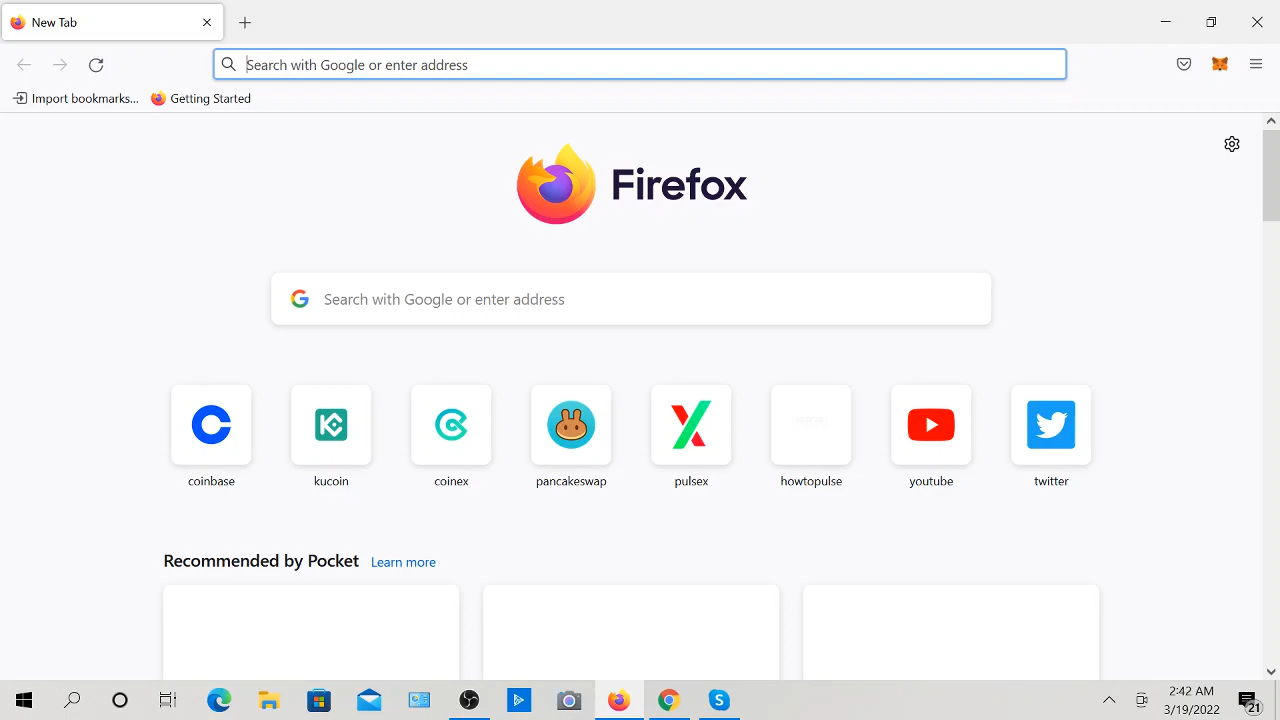 New Tab
Search with Google or enter address
Import bookmarks...
Getting Started
Firefox
Search with Google or enter address
coinbase
kucoin
coinex
pancakeswap
pulsex
howtopulse
youtube
twitter
Recommended by Pocket
Learn more
2:42 AM
3/19/2022
21